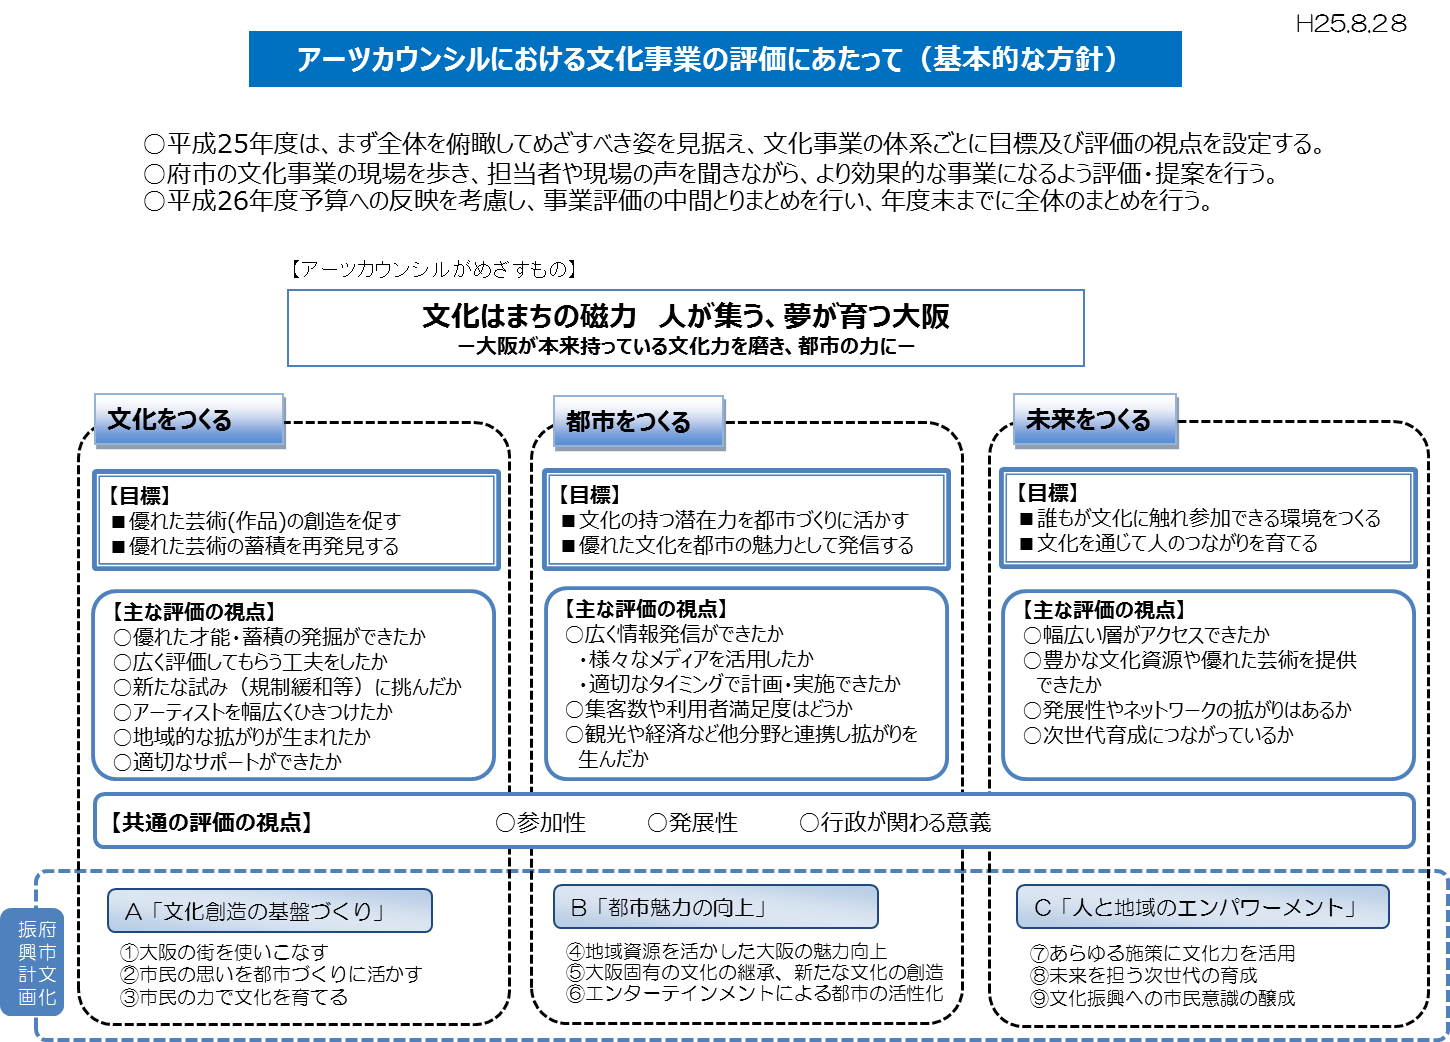 H25.8.28
アーツカウンシルにおける文化事業の評価にあたって（基本的な方針）
○平成25年度は、まず全体を俯瞰してめざすべき姿を見据え、文化事業の体系ごとに目標及び評価の視点を設定する。
○府市の文化事業の現場を歩き、担当者や現場の声を聞きながら、より効果的な事業になるよう評価・提案を行う。
○平成26年度予算への反映を考慮し、事業評価の中間とりまとめを行い、年度末までに全体のまとめを行う。
【アーツカウンシルがめざすもの】
文化はまちの磁力　人が集う、夢が育つ大阪
－大阪が本来持っている文化力を磨き、都市の力に－
文化をつくる
【目標】
■優れた芸術(作品)の創造を促す
■優れた芸術の蓄積を再発見する
【主な評価の視点】
○優れた才能・蓄積の発掘ができたか
○広く評価してもらう工夫をしたか
○新たな試み（規制緩和等）に挑んだか
○アーティストを幅広くひきつけたか
○地域的な拡がりが生まれたか
○適切なサポートができたか
都市をつくる
【目標】
■文化の持つ潜在力を都市づくりに活かす
■優れた文化を都市の魅力として発信する
【主な評価の視点】
○広く情報発信ができたか
・様々なメディアを活用したか
・適切なタイミングで計画・実施できたか
○集客数や利用者満足度はどうか
○観光や経済など他分野と連携し拡がりを
生んだか
未来をつくる
【目標】
■誰もが文化に触れ参加できる環境をつくる
■文化を通じて人のつながりを育てる
【主な評価の視点】
○幅広い層がアクセスできたか
○豊かな文化資源や優れた芸術を提供
できたか
○発展性やネットワークの拡がりはあるか
○次世代育成につながっているか
【共通の評価の視点】　○参加性　○発展性　○行政が関わる意義
府市文化
振興計画
A「文化創造の基盤づくり」
①大阪の街を使いこなす
②市民の思いを都市づくりに活かす
③市民の力で文化を育てる
B「都市魅力の向上」
④地域資源を活かした大阪の魅力向上
⑤大阪固有の文化の継承、新たな文化の創造
⑥エンターテインメントによる都市の活性化
C「人と地域のエンパワーメント」
⑦あらゆる施策に文化力を活用
⑧未来を担う次世代の育成
⑨文化振興への市民意識の醸成